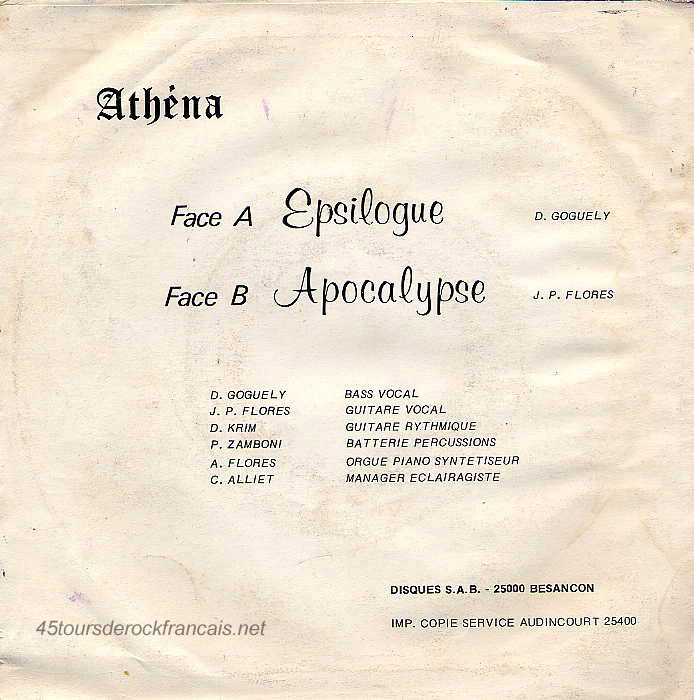 Athéna
Face A Epsilogue D. GOGUELY
Face B Apocalypse J. P. FLORES
D. GOGUELY BASS VOCAL
J. P. FLORES GUITARE VOCAL
D. KRIM GUITARE RYTHMIQUE
P. ZAMBONI BATTERIE PERCUSSIONS
A. FLORES ORGUE PIANO SYNTETISEUR
C. ALLIET MANAGER ECLAIRAGISTE
DISQUES S.A.B. - 25000 BESANCON
45toursderockfrancais.net
IMP. COPIE SERVICE AUDINCOURT 25400